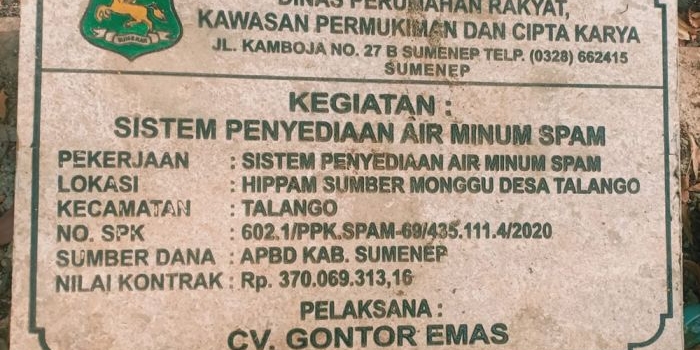 DINAS PERUMAHAN RAKYAT,
KAWASAN PERMUKIMAN DAN CIPTA KARYA
JL. KAMBOJA NO. 27 B SUMENEP TELP. (0328) 662415
SUMENEP
KEGIATAN :
SISTEM PENYEDIAAN AIR MINUM SPAM
PEKERJAAN : SISTEM PENYEDIAAN AIR MINUM SPAM
LOKASI : HIPPAM SUMBER MONGGU DESA TALANGO
KECAMATAN : TALANGO
NO. SPK : 602.1/PPK.SPAM-69/435.111.4/2020
SUMBER DANA : APBD KAB. SUMENEP
NILAI KONTRAK : Rp. 370.069.313,16
PELAKSANA :
CV. GONTOR EMAS